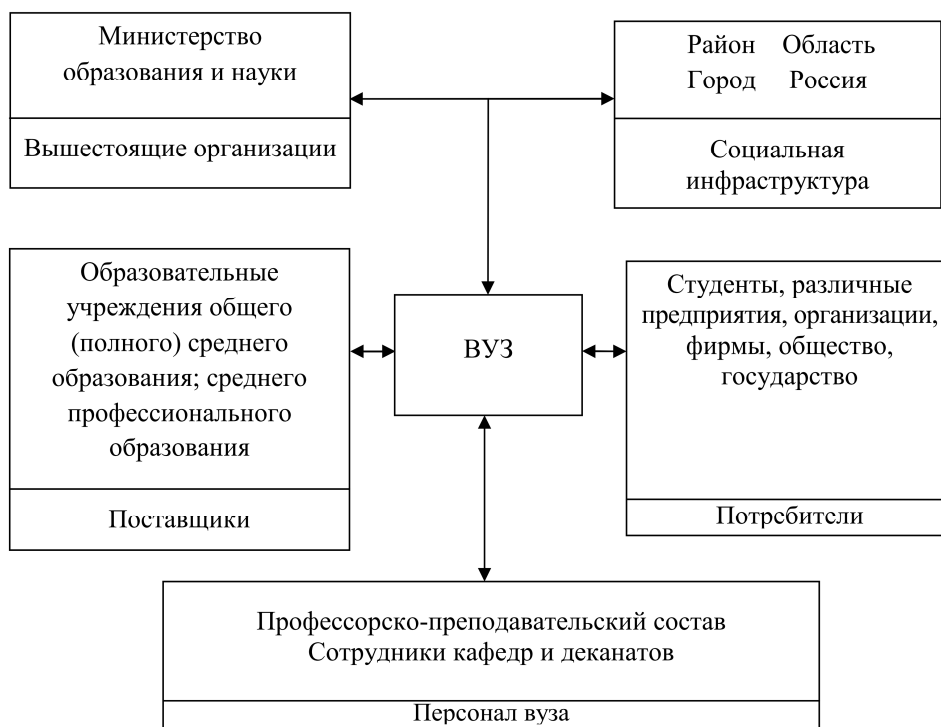 Министерство
образования и науки
Вышестоящие организации
Район Область
Город Россия
Социальная
инфраструктура
Образовательные
учреждения общего
(полного) среднего
образования; среднего
профессионального
образования
Поставщики
ВУЗ
Студенты, различные
предприятия, организации,
фирмы, общество,
государство
Потребители
Профессорско-преподавательский состав
Сотрудники кафедр и деканатов
Персонал вуза